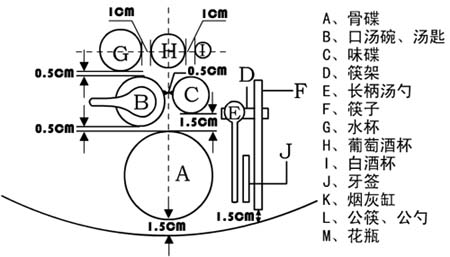 1CM
1CM
G
H
I
0.5CM
0.5CM
D
B
C
E
F
1.5CM
0.5CM
A
J
1.5CM
1.5CM
A、骨碟
B、口汤碗、汤匙
C、味碟
D、筷架
E、长柄汤勺
F、筷子
G、水杯
H、葡萄酒杯
I、白酒杯
J、牙签
K、烟灰缸
L、公筷、公勺
M、花瓶